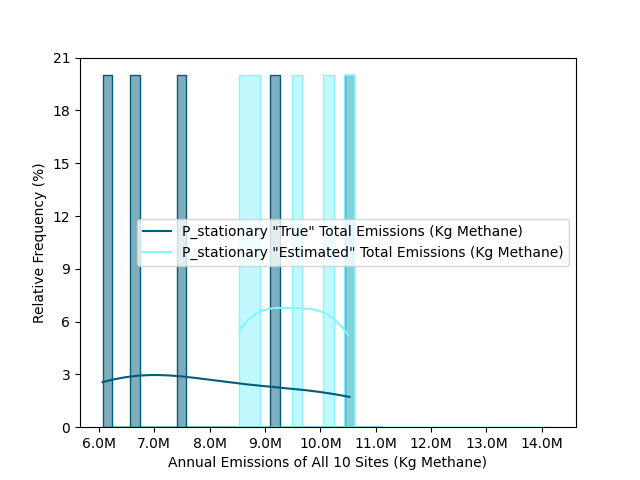 21
18
15
12
9
6
3
0
Relative Frequency (%)
P_stationary "True" Total Emissions (Kg Methane)
P_stationary "Estimated" Total Emissions (Kg Methane)
6.0M 7.0M 8.0M 9.0M 10.0M 11.0M 12.0M 13.0M 14.0M
Annual Emissions of All 10 Sites (Kg Methane)